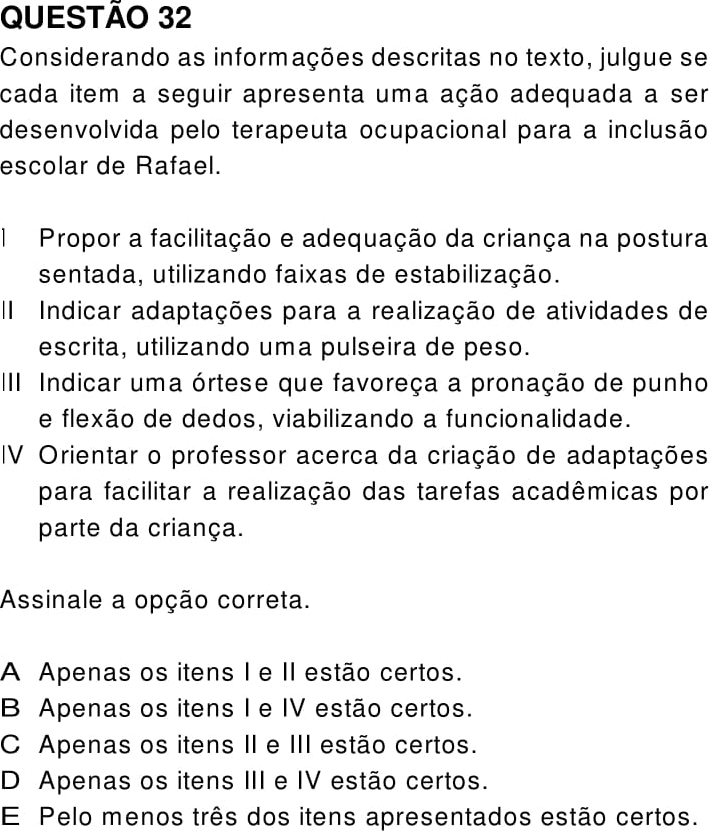 QUESTÃO 32
Considerando as informações descritas no texto, julgue se
cada item a seguir apresenta uma ação adequada a ser
desenvolvida pelo terapeuta ocupacional para a inclusão
escolar de Rafael.
I Propor a facilitação e adequação da criança na postura
sentada, utilizando faixas de estabilização.
II Indicar adaptações para a realização de atividades de
escrita, utilizando uma pulseira de peso.
III Indicar uma órtese que favoreça a pronação de punho
e flexão de dedos, viabilizando a funcionalidade.
IV Orientar o professor acerca da criação de adaptações
para facilitar a realização das tarefas acadêmicas por
parte da criança.
Assinale a opção correta.
A Apenas os itens I e II estão certos.
B Apenas os itens I e IV estão certos.
C Apenas os itens II e III estão certos.
D Apenas os itens III e IV estão certos.
E Pelo menos três dos itens apresentados estão certos.